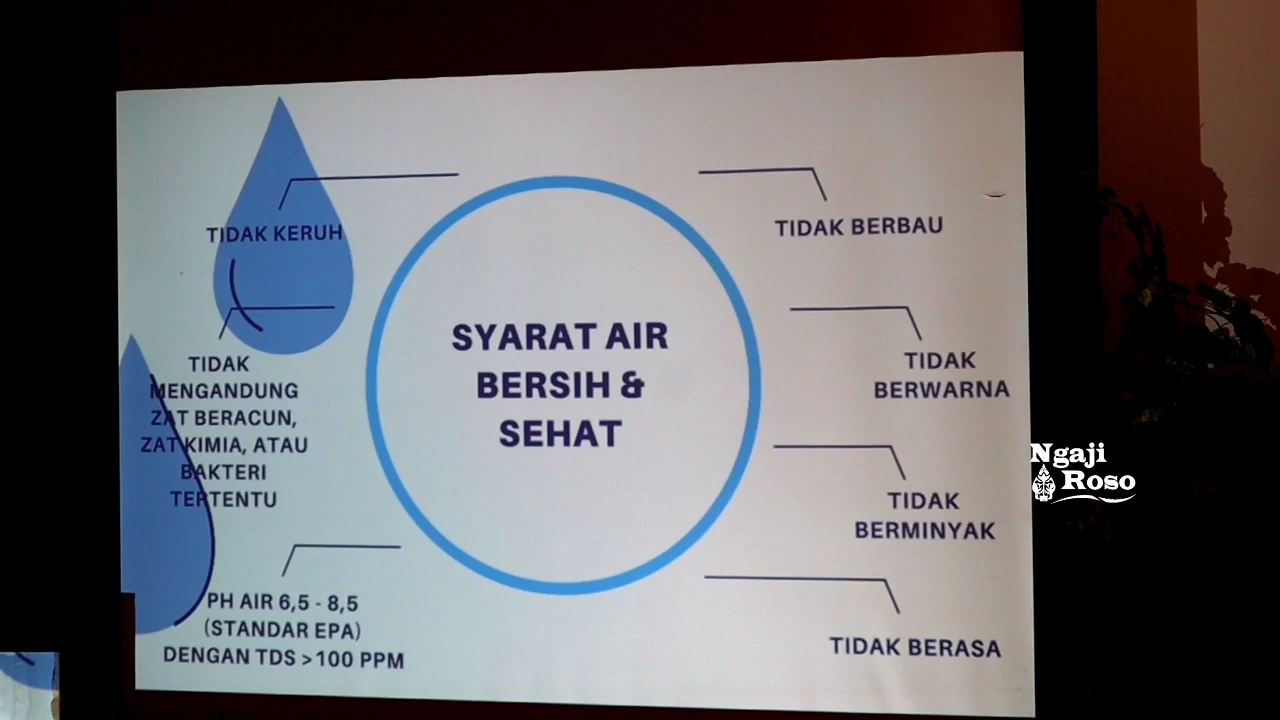 SYARAT AIR
BERSIH &
SEHAT
TIDAK KERUH
TIDAK
MENGANDUNG
ZAT BERACUN,
ZAT KIMIA, ATAU
BAKTERI
TERTENTU
PH AIR 6,5 - 8,5
(STANDAR EPA)
DENGAN TDS >100 PPM
TIDAK BERBAU
TIDAK
BERWARNA
TIDAK
BERMINYAK
TIDAK BERASA
Ngaji
Roso